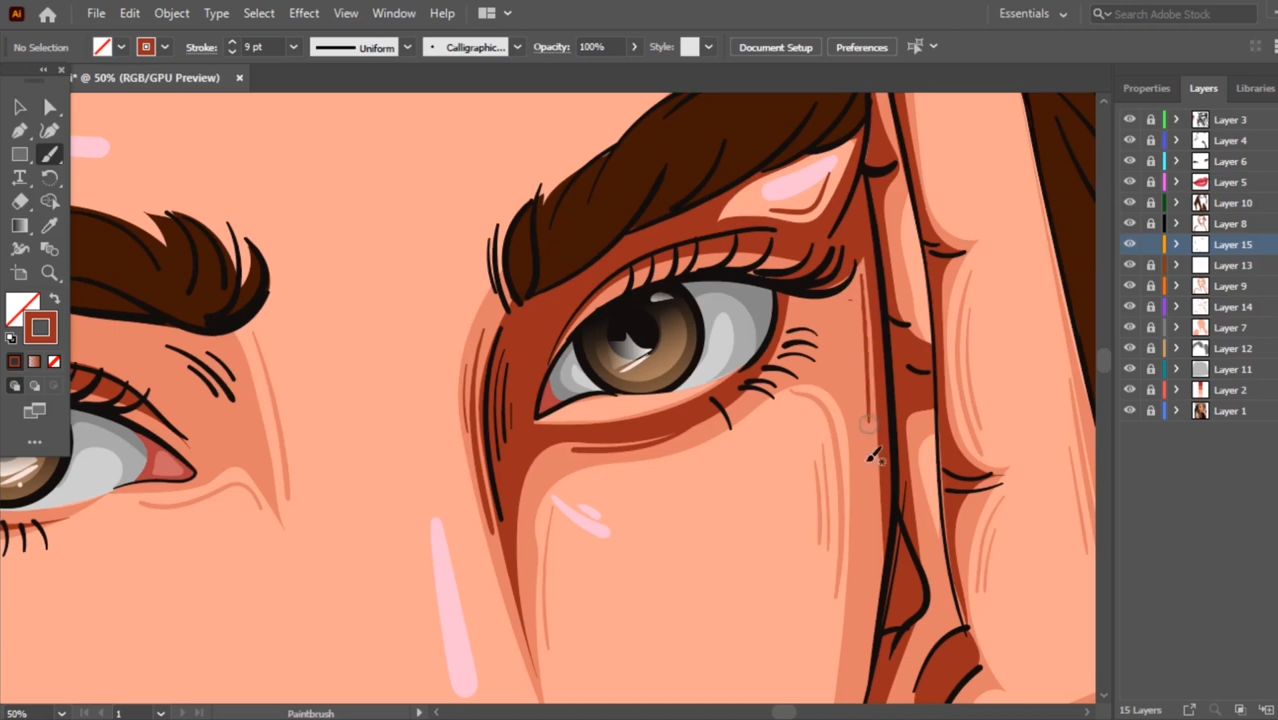 Ai
File Edit Object Type Select Effect View Window Help
Essentials
Search Adobe Stock
No Selection
Stroke: 9 pt
Uniform
Calligraphic...
Opacity: 100%
Style:
Document Setup
Preferences
* @ 50% (RGB/GPU Preview)
Properties Layers Libraries
Layer 3
Layer 4
Layer 6
Layer 5
Layer 10
Layer 8
Layer 15
Layer 13
Layer 9
Layer 14
Layer 7
Layer 12
Layer 11
Layer 2
Layer 1
50%
1
Paintbrush
15 Layers